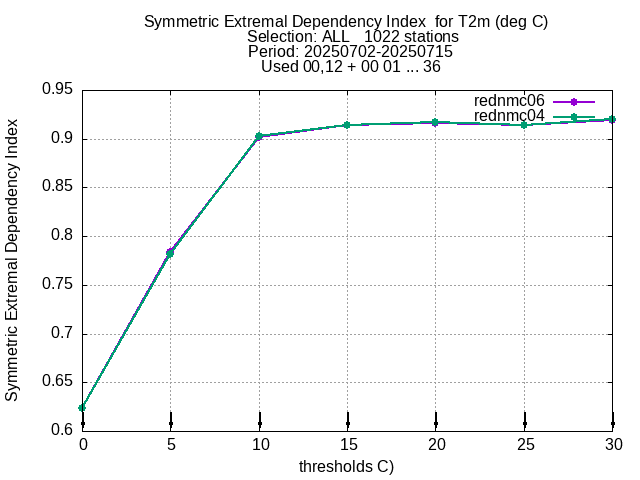 Symmetric Extremal Dependency Index  for T2m (deg C)
Selection: ALL   1022 stations
Period: 20250702-20250715
Used 00,12 + 00 01 ... 36
rednmc06
rednmc04
Symmetric Extremal Dependency Index
0.95
0.9
0.85
0.8
0.75
0.7
0.65
0.6
0 5 10 15 20 25 30
thresholds C)